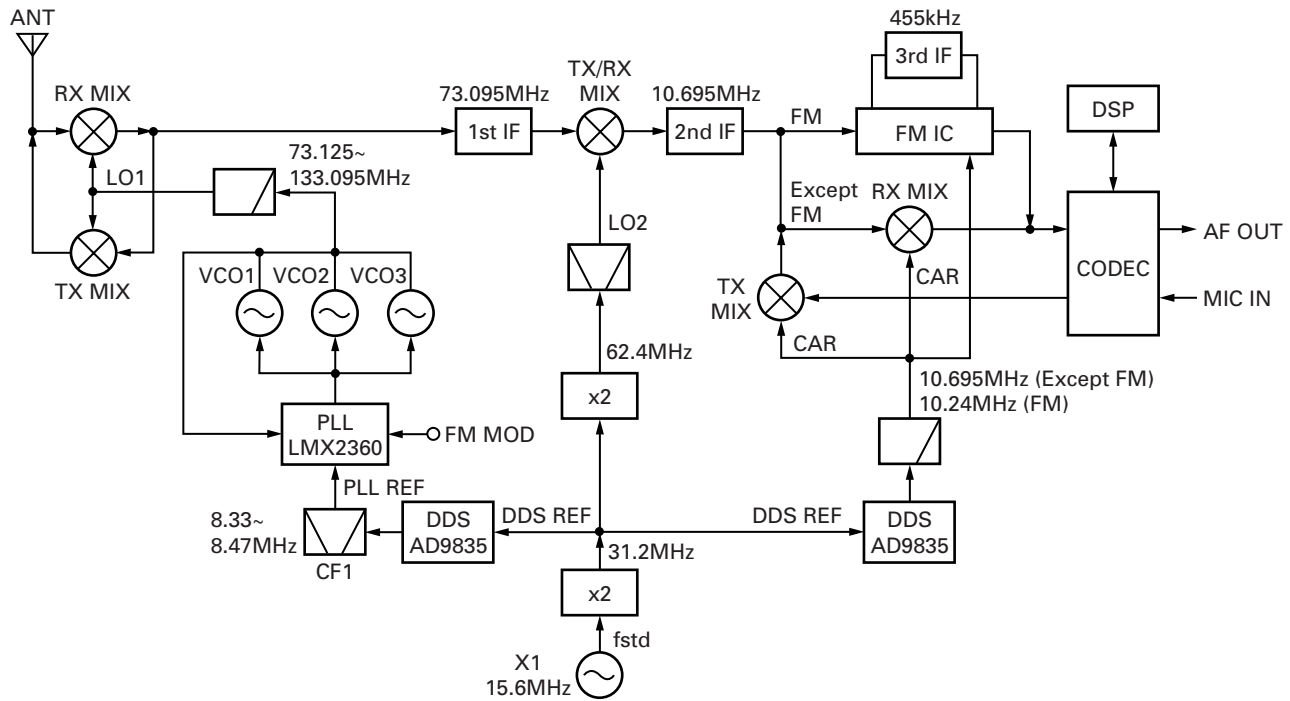 ANT
RX MIX
LO1
TX MIX
73.125~
133.095MHz
73.095MHz
1st IF
TX/RX
MIX
10.695MHz
2nd IF
455kHz
3rd IF
FM
FM IC
DSP
Except
FM
RX MIX
CODEC
AF OUT
MIC IN
TX
MIX
CAR
CAR
VCO1
VCO2
VCO3
LO2
62.4MHz
x2
10.695MHz (Except FM)
10.24MHz (FM)
PLL
LMX2360
FM MOD
PLL REF
8.33~
8.47MHz
CF1
DDS
AD9835
DDS REF
DDS REF
DDS
AD9835
31.2MHz
x2
fstd
X1
15.6MHz